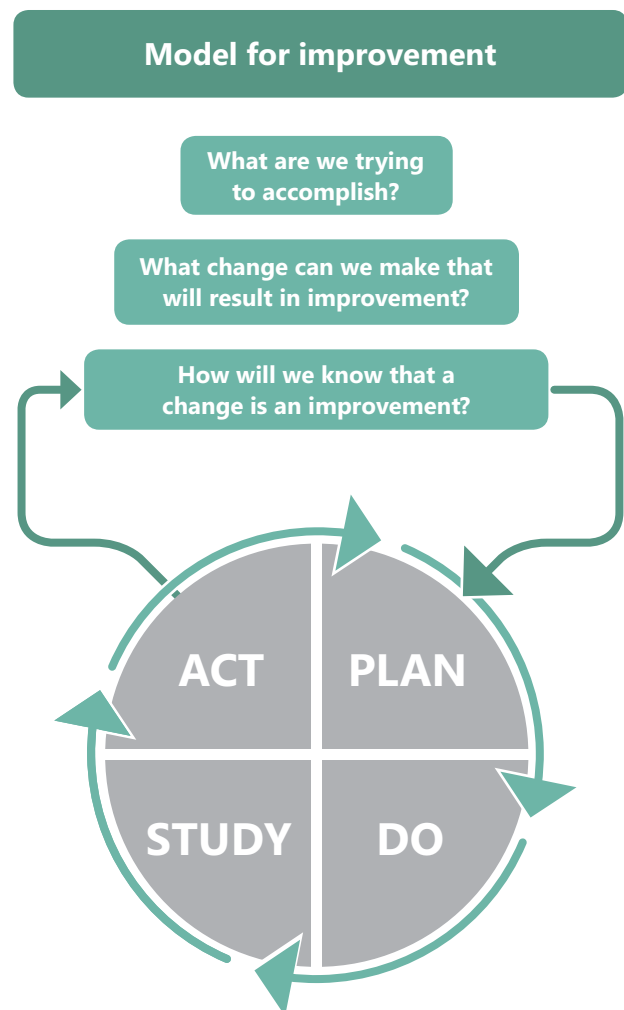 Model for improvement
What are we trying
to accomplish?
What change can we make that
will result in improvement?
How will we know that a
change is an improvement?
ACT
PLAN
STUDY
DO